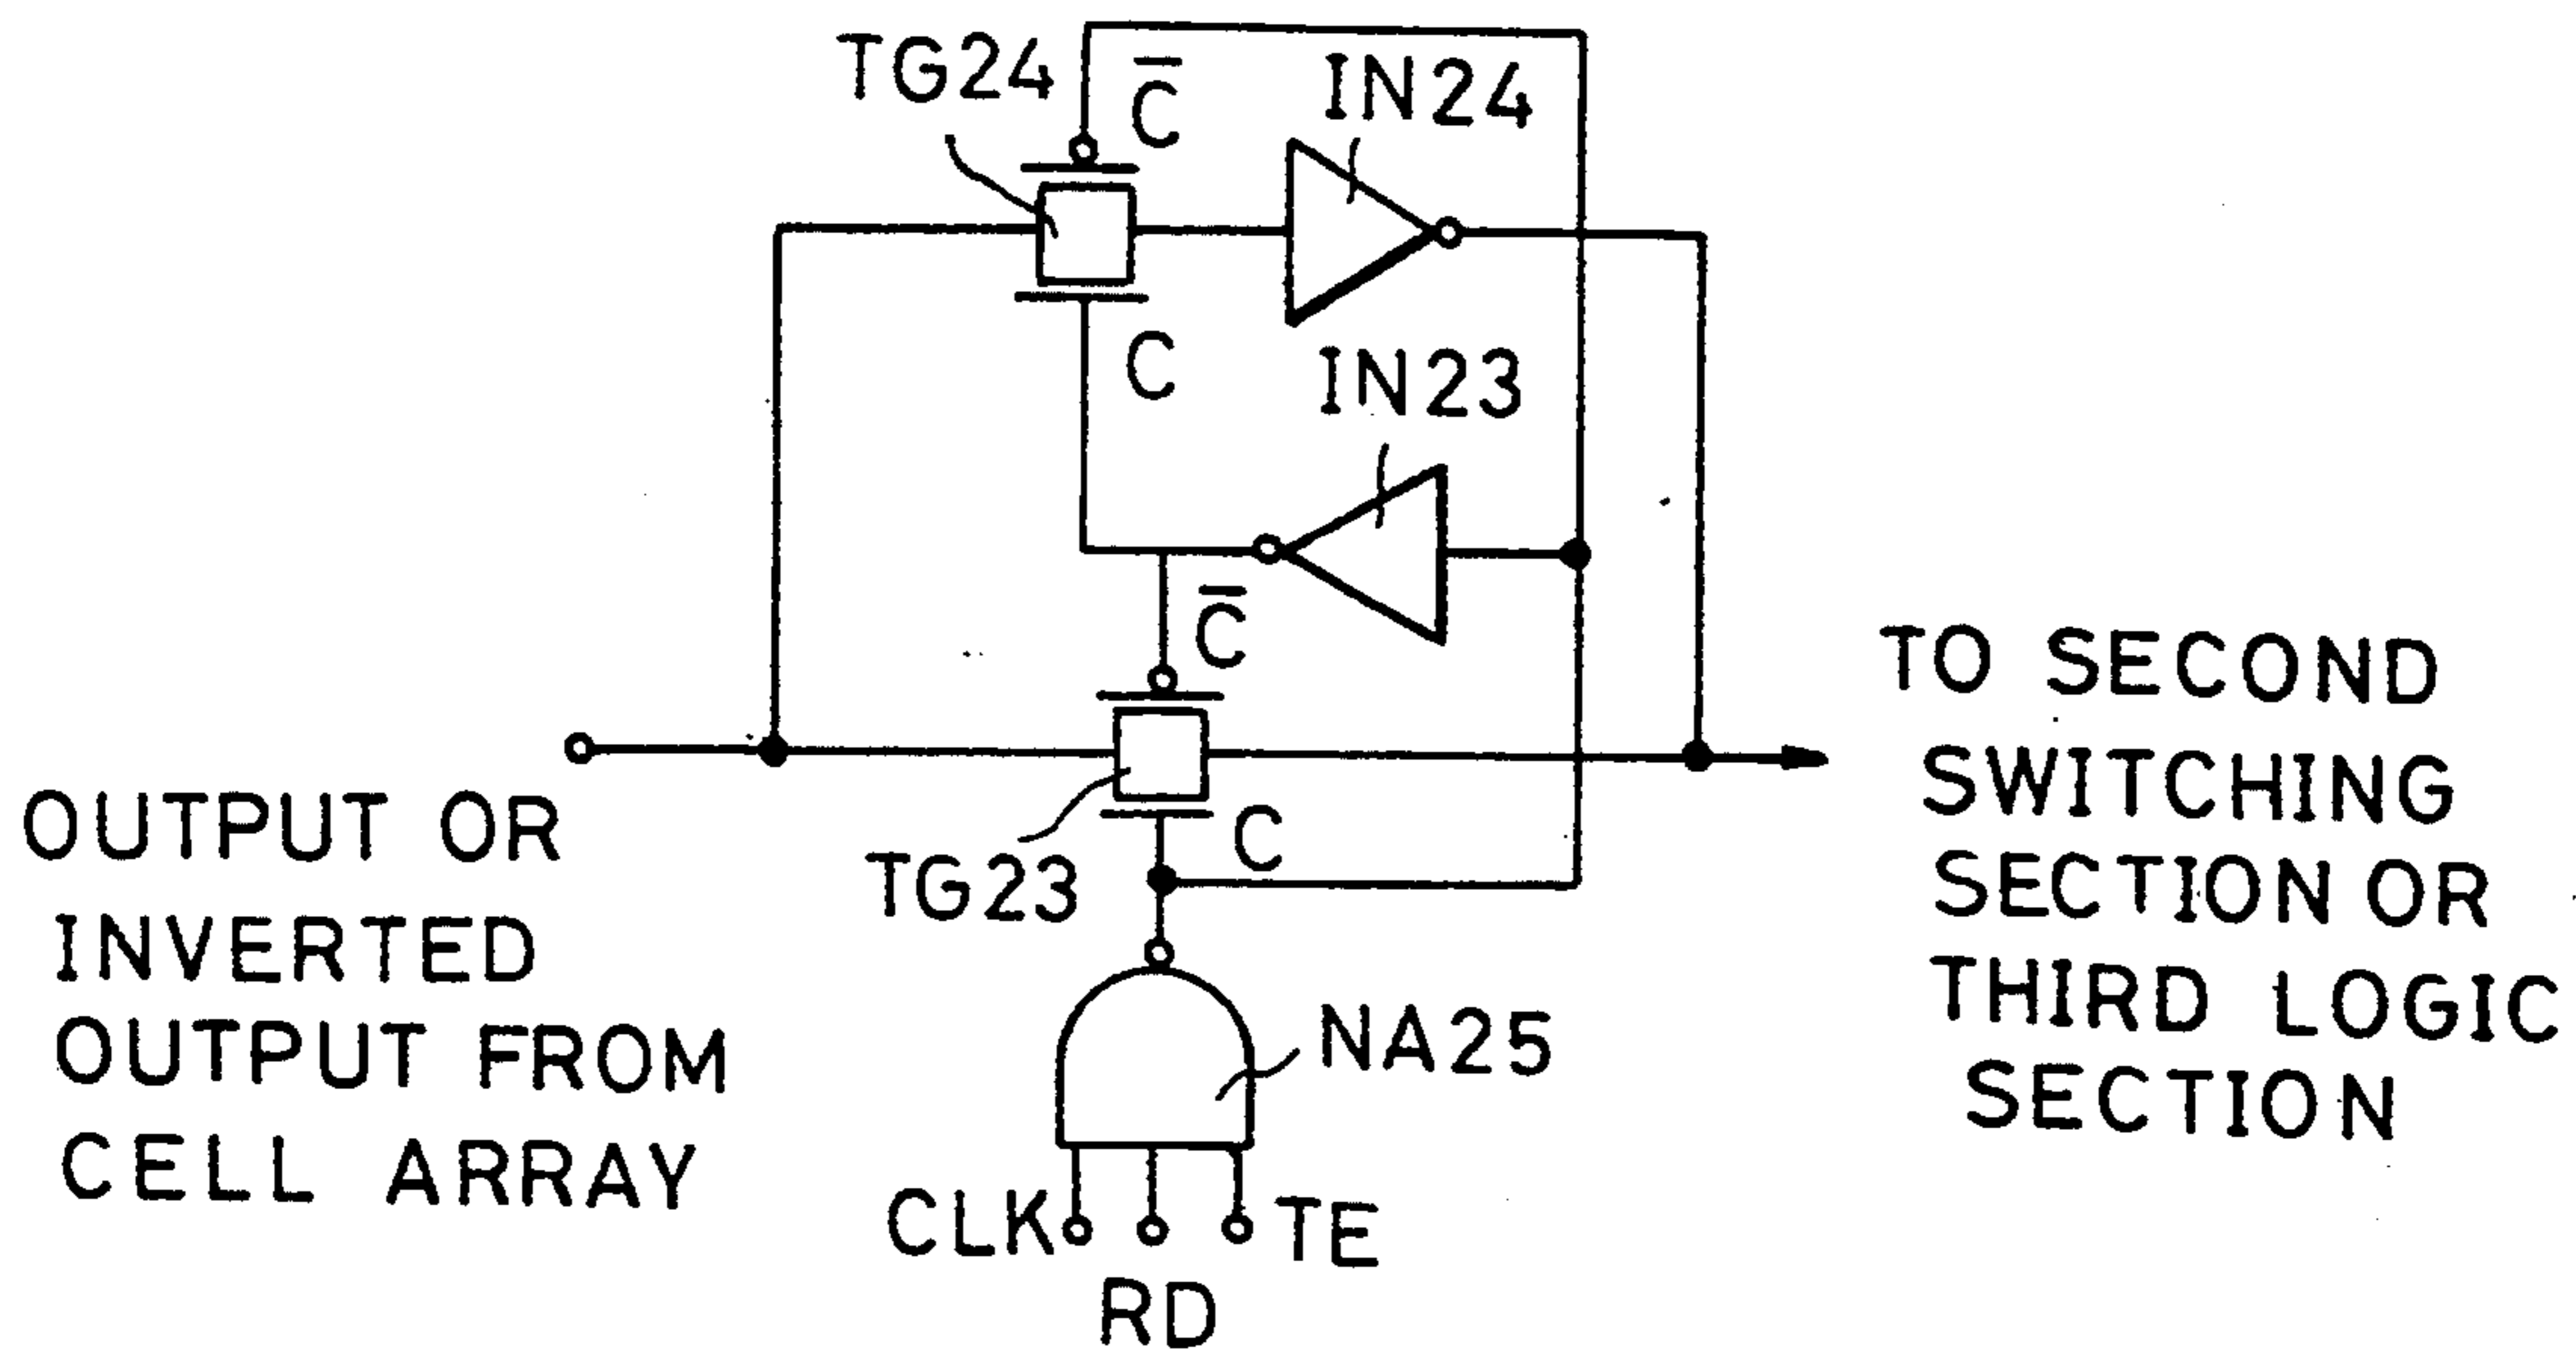 TG24
C̅
IN24
C
IN23
C̅
TO SECOND
SWITCHING
SECTION OR
THIRD LOGIC
SECTION
OUTPUT OR
INVERTED
OUTPUT FROM
CELL ARRAY
TG23
C
NA25
CLK
TE
RD